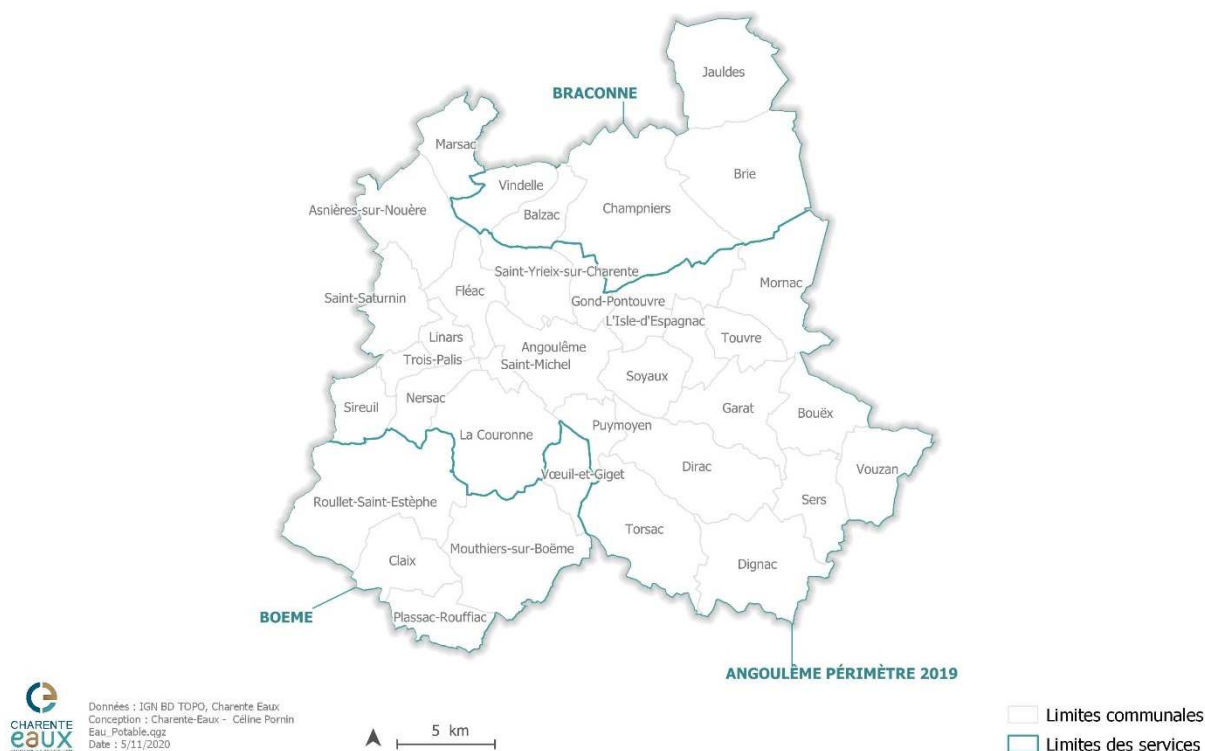 Jauldes
BRACONNE
Marsac
Brie
Vindelle
Champniers
Asnières-sur-Nouère
Balzac
Saint-Yrieix-sur-Charente
Mornac
Fléac
Saint-Saturnin
Gond-Pontouvre
L'Isle-d'Espagnac
Linars
Touvre
Angoulême
Trois-Palis
Saint-Michel
Soyaux
Nersac
Sireuil
Garat
Bouëx
Puymoyen
La Couronne
Dirac
Vouzan
Vœuil-et-Giget
Roullet-Saint-Estèphe
Sers
Torsac
Mouthiers-sur-Boëme
Claix
Dignac
Plassac-Rouffiac
BOEME
ANGOULÊME PÉRIMÈTRE 2019
CHARENTE
eaux
Données : IGN BD TOPO, Charente Eaux
Conception : Charente-Eaux - Céline Pornin
Eau_Potable.qgz
Date : 5/11/2020
5 km
Limites communales
Limites des services